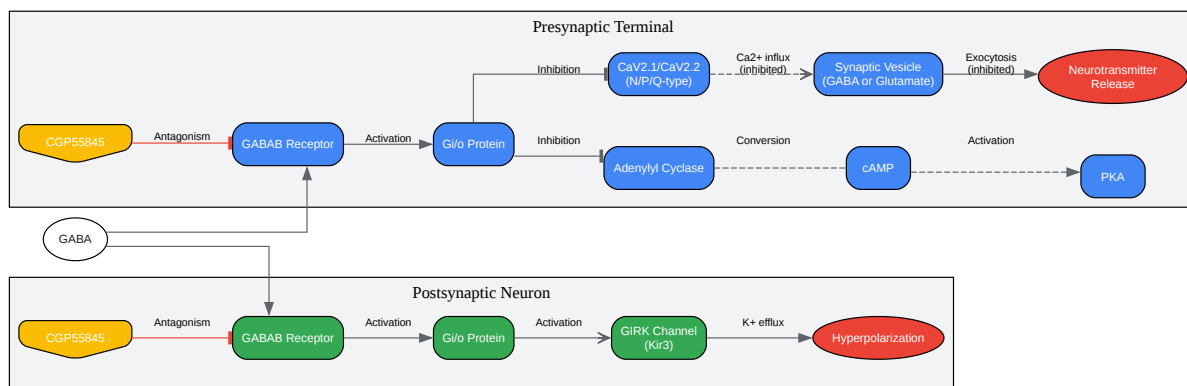 Presynaptic Terminal
CaV2.1/CaV2.2
(N/P/Q-type)
Ca2+ influx
(inhibited)
Synaptic Vesicle
(GABA or Glutamate)
Exocytosis
(inhibited)
Neurotransmitter
Release
Inhibition
CGP55845
Antagonism
GABAB Receptor
Activation
Gi/o Protein
Inhibition
Adenylyl Cyclase
Conversion
cAMP
Activation
PKA
GABA
Postsynaptic Neuron
CGP55845
Antagonism
GABAB Receptor
Activation
Gi/o Protein
Activation
GIRK Channel
(Kir3)
K+ efflux
Hyperpolarization